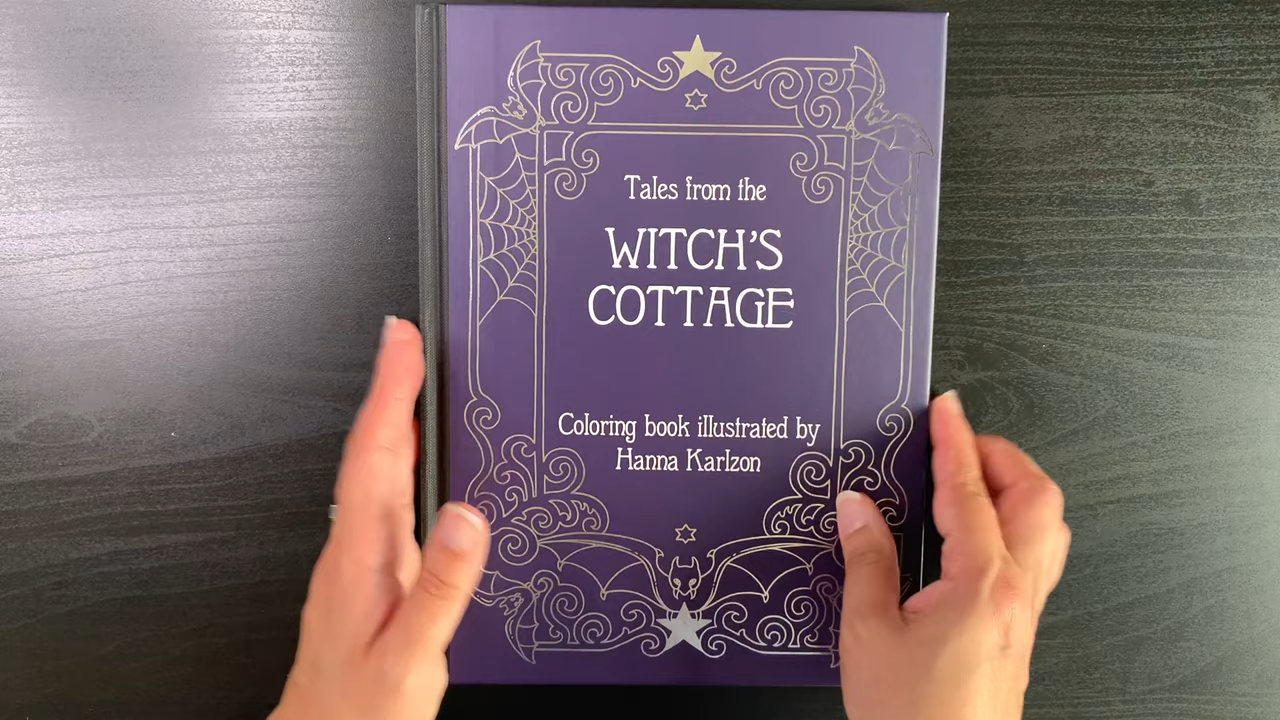 Tales from the
WITCH'S
COTTAGE
Coloring book illustrated by
Hanna Karlzon